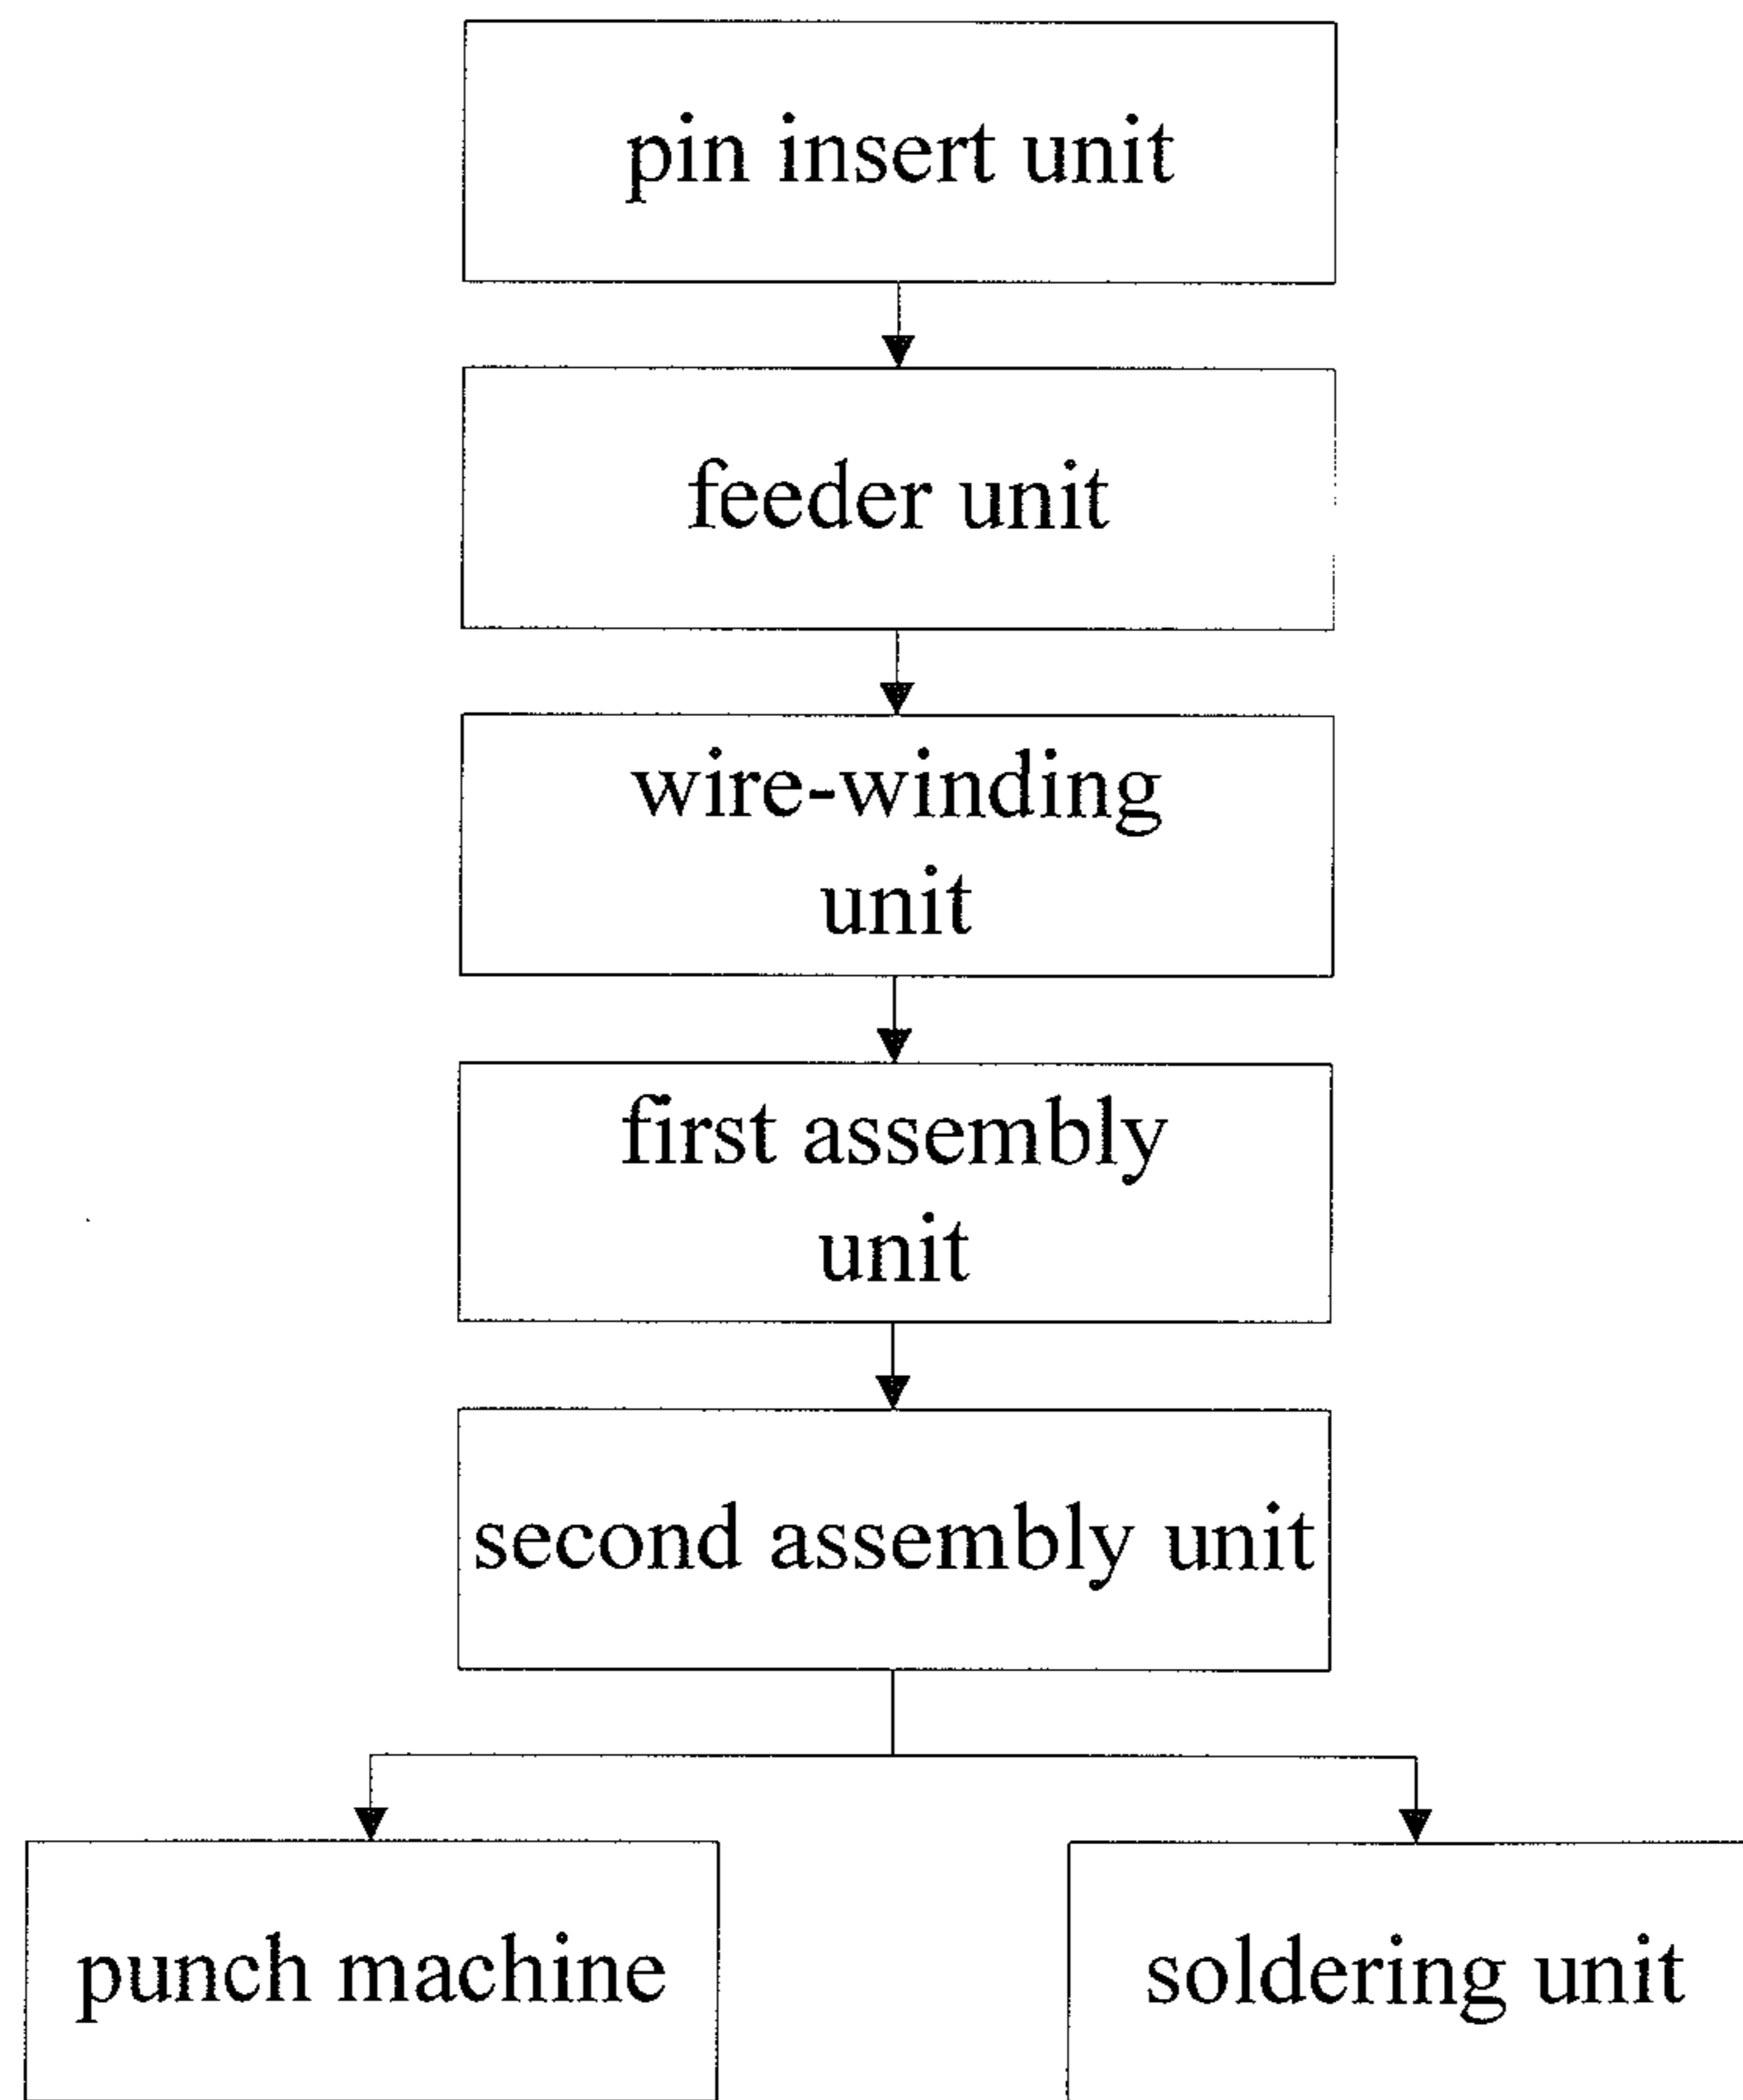 pin insert unit
feeder unit
wire-winding
unit
first assembly
unit
second assembly unit
punch machine
soldering unit